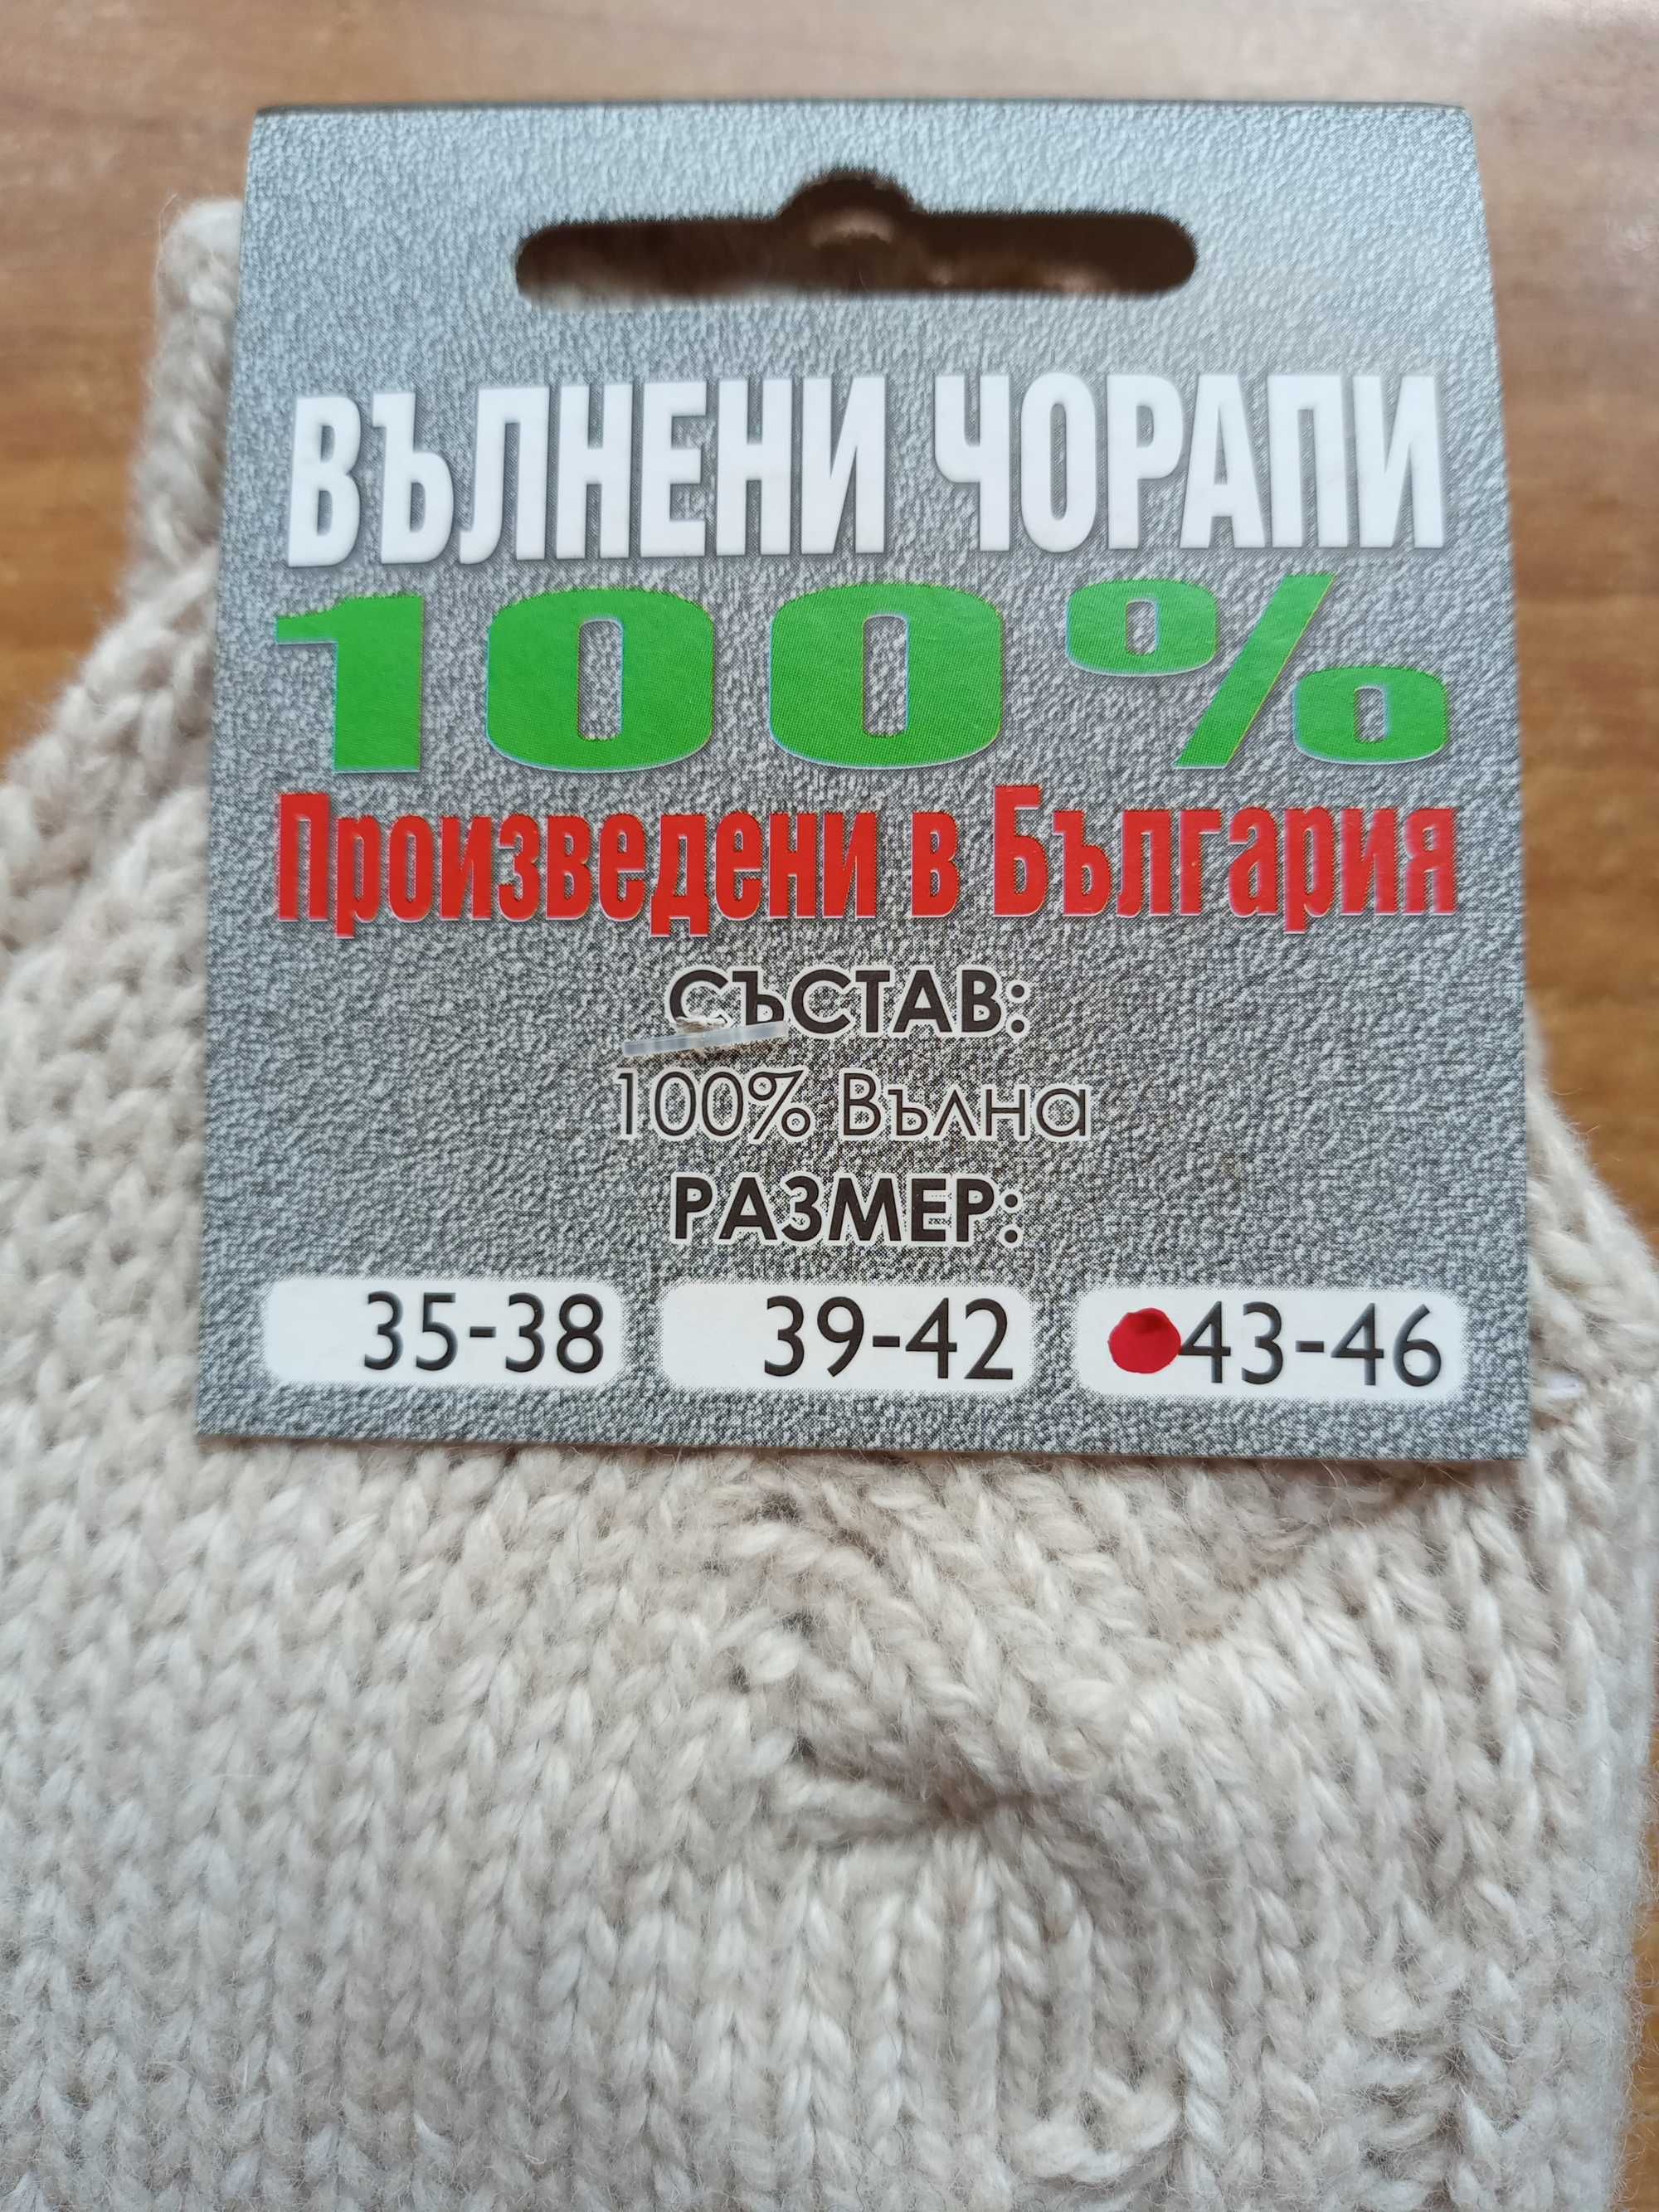 ВЪЛНЕНИ ЧОРАПИ
100%
Произведени в България
СЪСТАВ:
100% Вълна
РАЗМЕР:
35-38 39-42 43-46